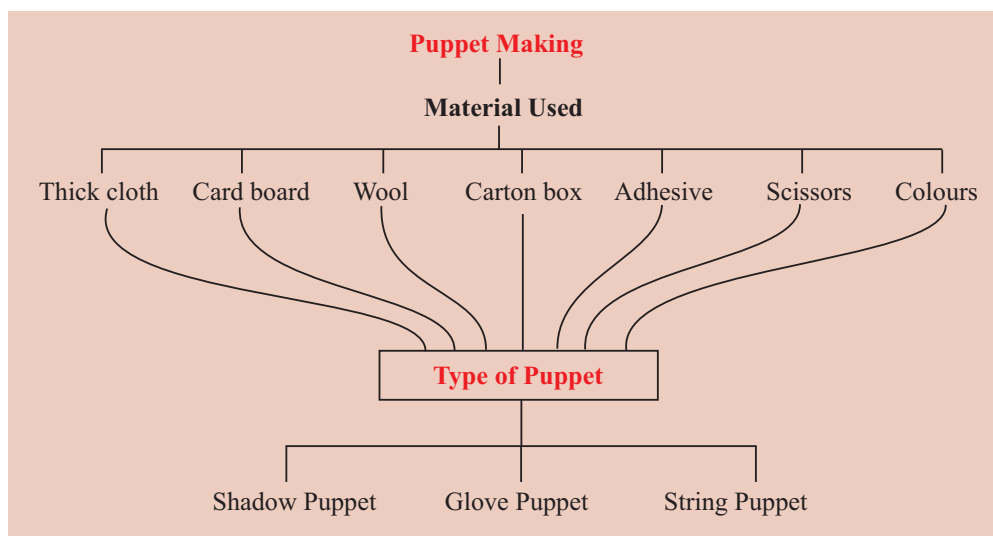 Puppet Making
Material Used
Thick cloth Card board Wool Carton box Adhesive Scissors Colours
Type of Puppet
Shadow Puppet Glove Puppet String Puppet